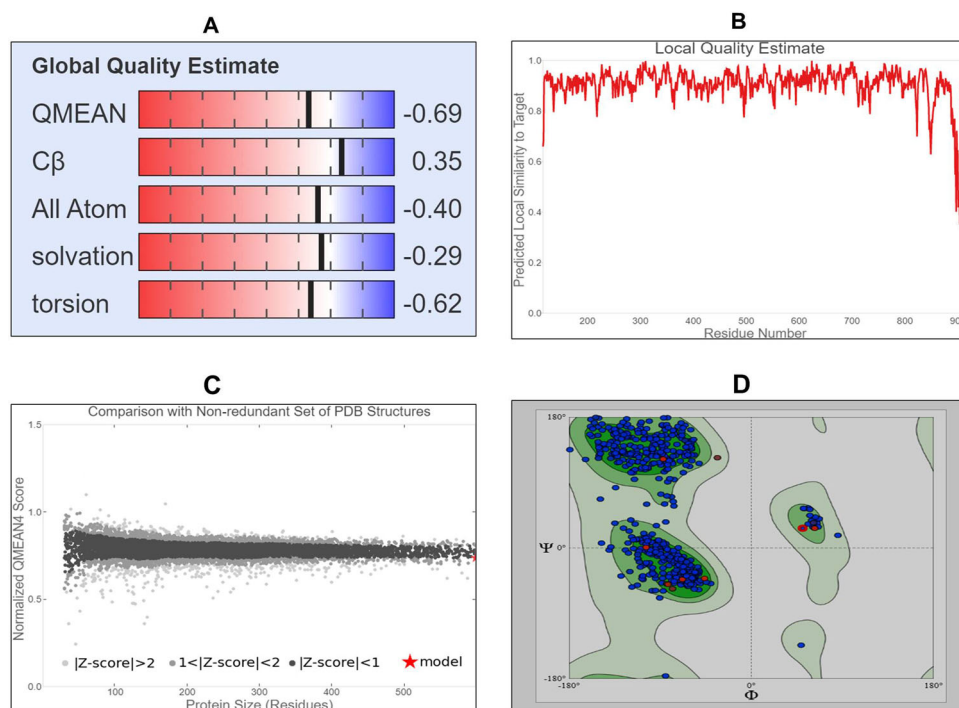 A
Global Quality Estimate
QMEAN -0.69
Cβ 0.35
All Atom -0.40
solvation -0.29
torsion -0.62
B
Local Quality Estimate
Predicted Local Similarity to Target
1.0
0.8
0.6
0.4
0.2
0.0
200 300 400 500 600 700 800 90
Residue Number
C
Comparison with Non-redundant Set of PDB Structures
Normalized QMEAN4 Score
1.5
1.0
0.5
0.0
|Z-score|>2 1<|Z-score|<2 |Z-score|<1 model
100 200 300 400 500
Protein Size (Residues)
D
180°
Ψ 0°
-180°
-180° 0° 180°
Φ